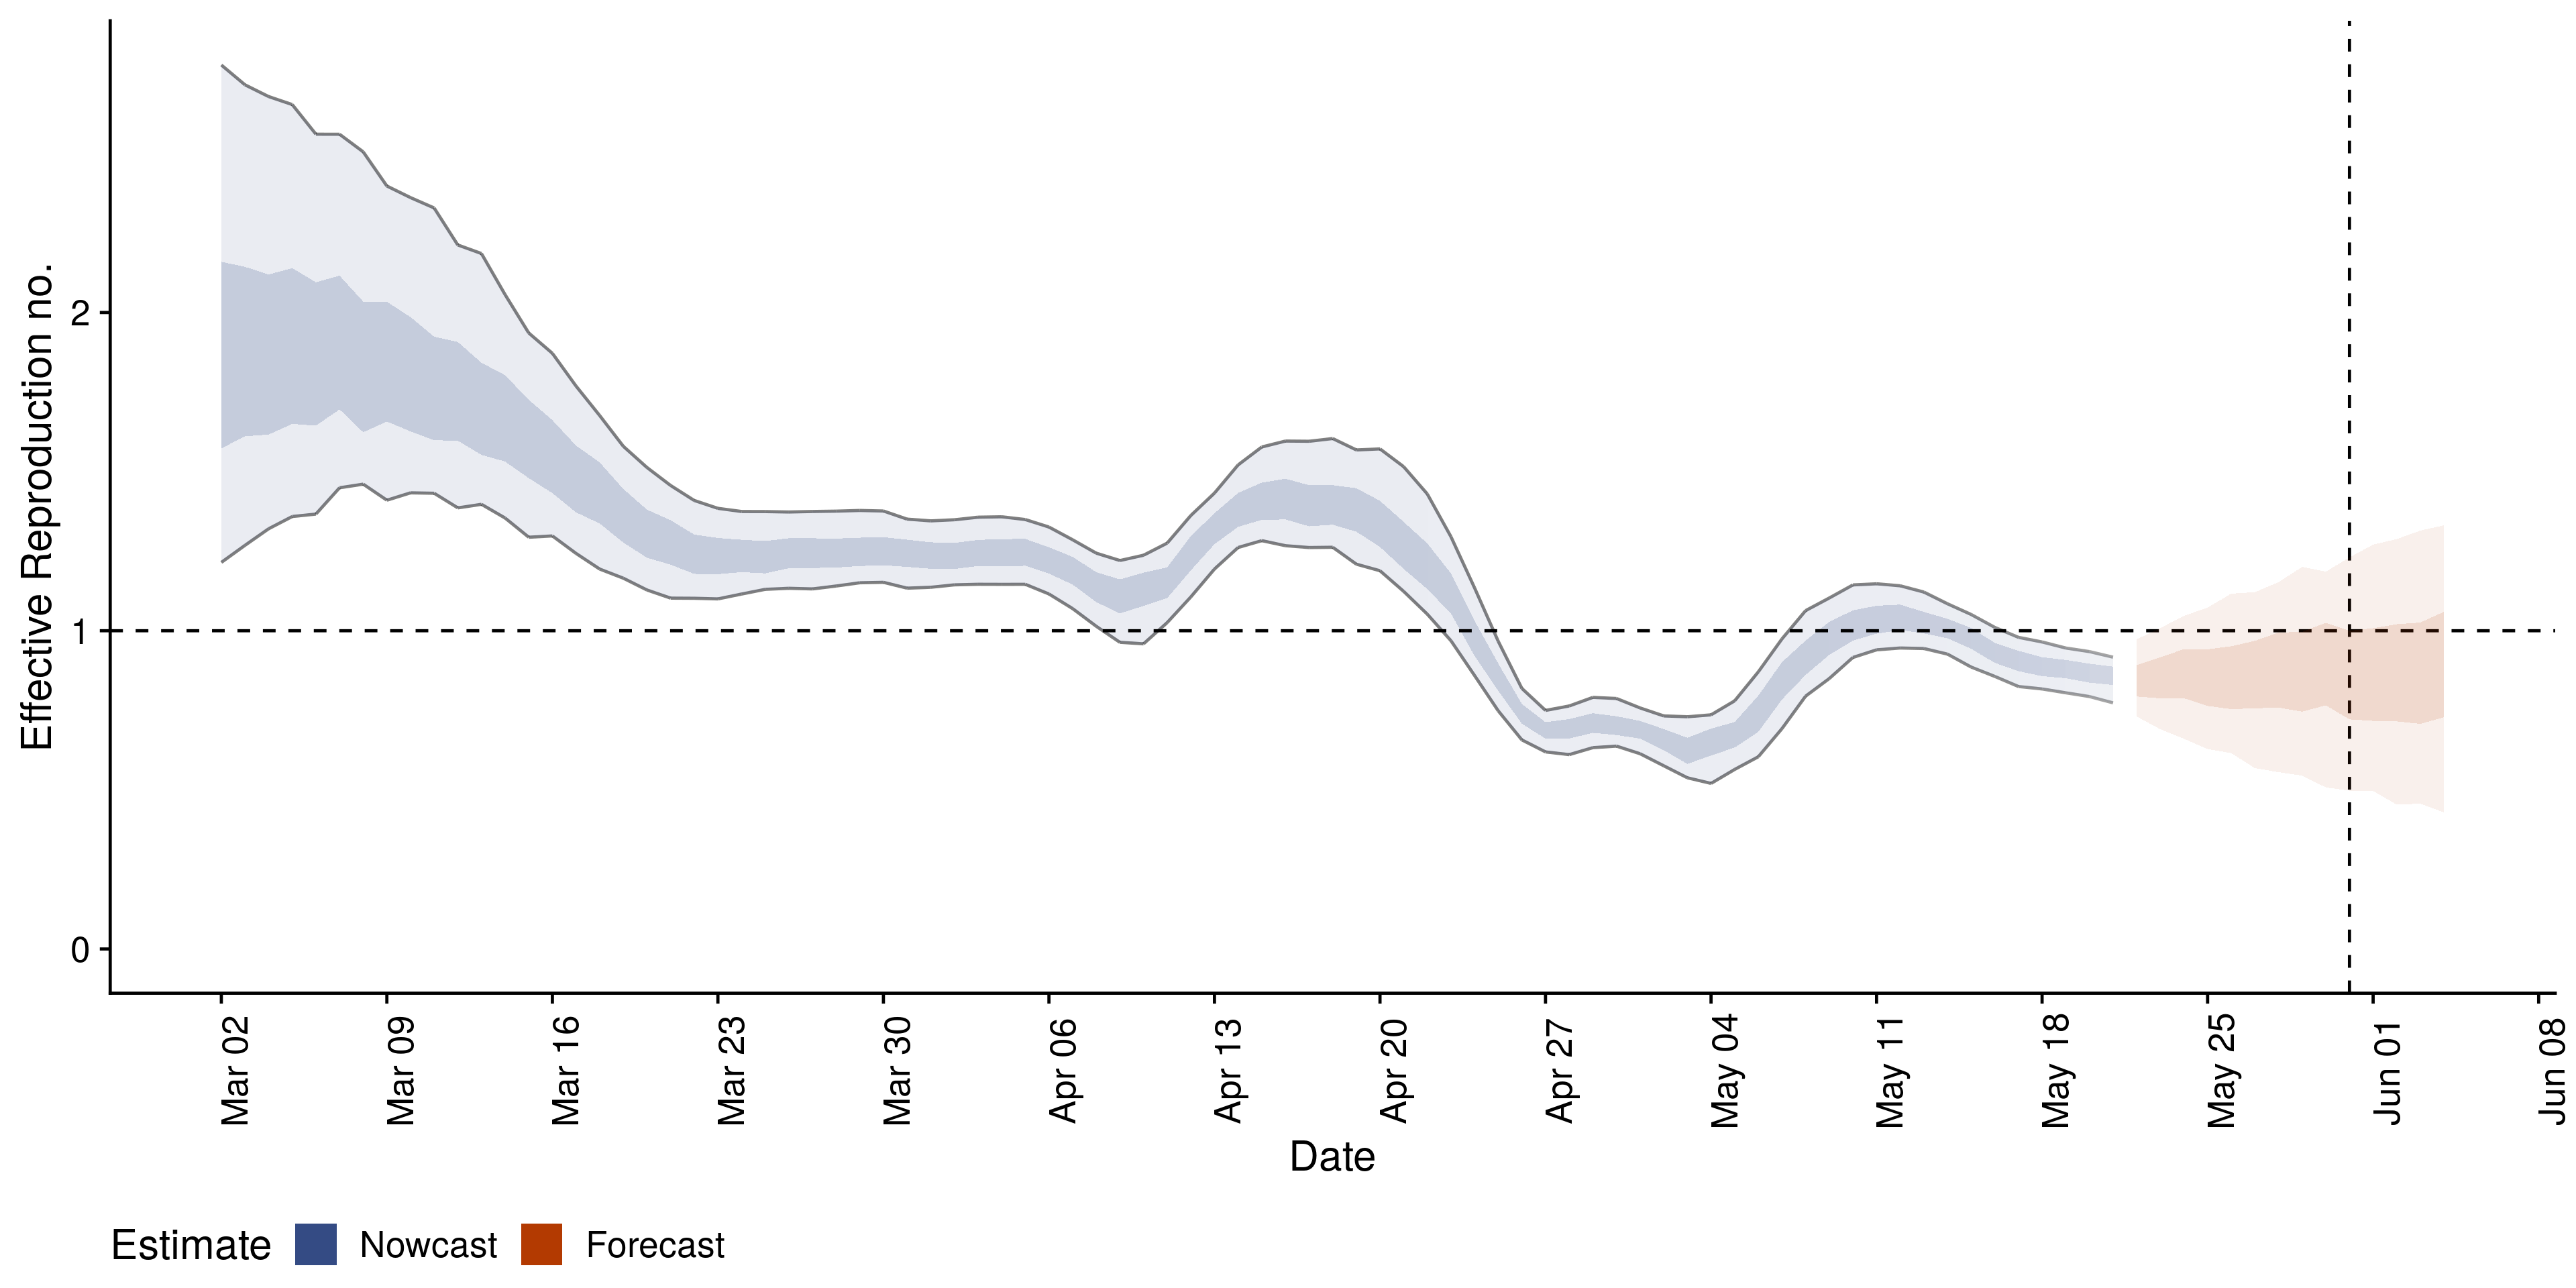 Effective Reproduction no.
2
1
0
Mar 02
Mar 09
Mar 16
Mar 23
Mar 30
Apr 06
Apr 13
Apr 20
Apr 27
May 04
May 11
May 18
May 25
Jun 01
Jun 08
Date
Estimate Nowcast Forecast